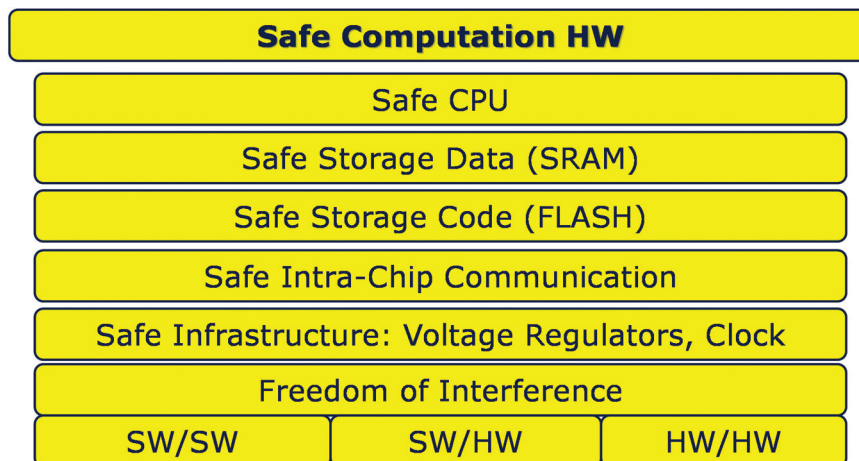 Safe Computation HW
Safe CPU
Safe Storage Data (SRAM)
Safe Storage Code (FLASH)
Safe Intra-Chip Communication
Safe Infrastructure: Voltage Regulators, Clock
Freedom of Interference
SW/SW SW/HW HW/HW